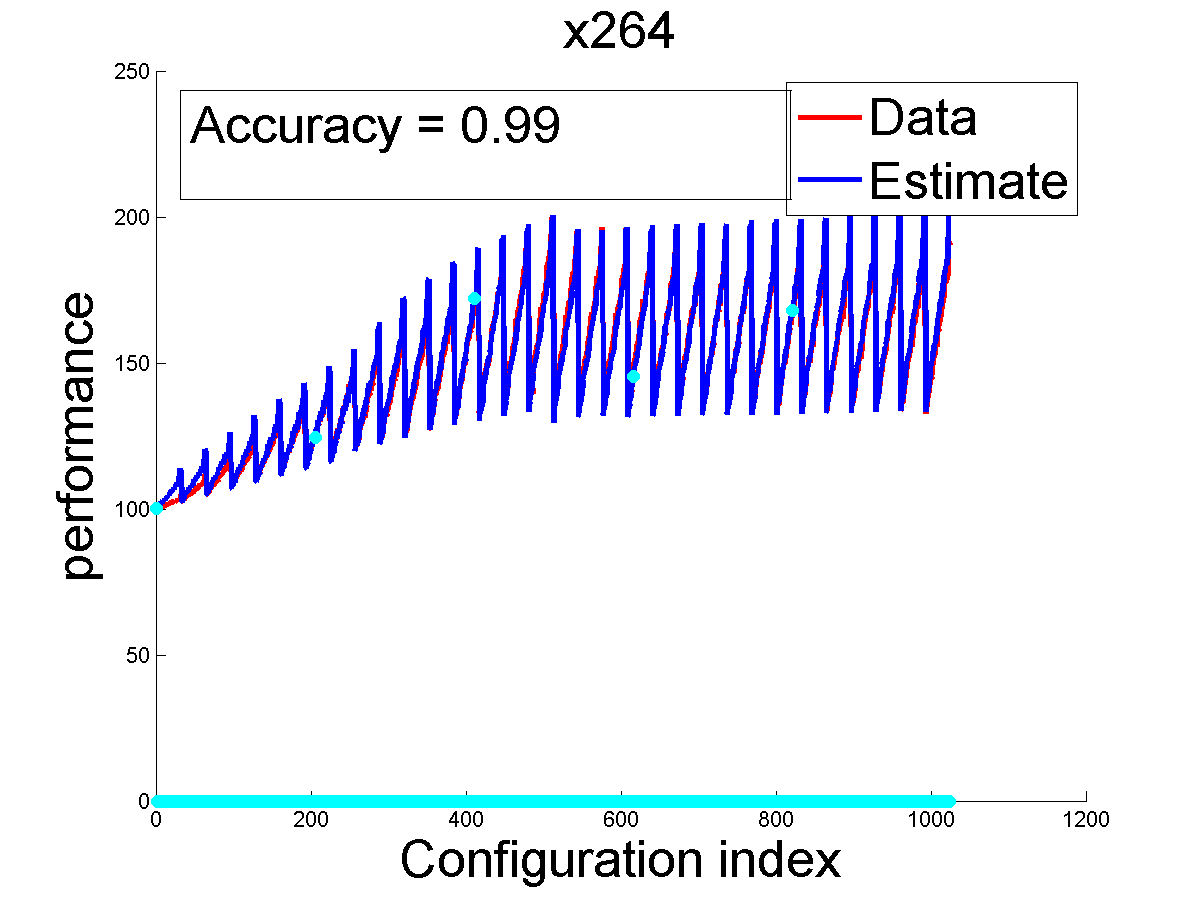 x264
Accuracy = 0.99
Data
Estimate
250
200
150
100
50
0
performance
0 200 400 600 800 1000 1200
Configuration index